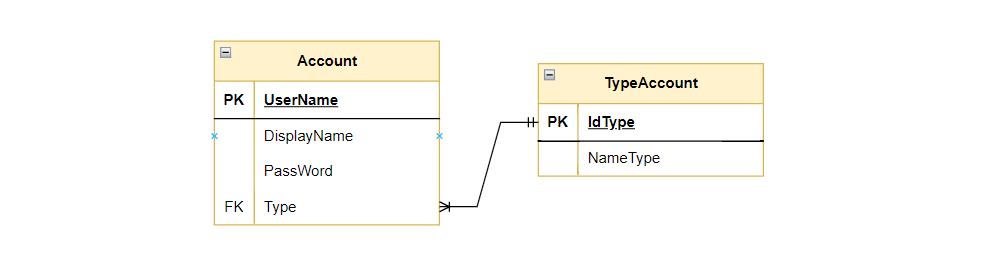 Account
PK UserName
DisplayName
PassWord
FK Type
TypeAccount
PK IdType
NameType